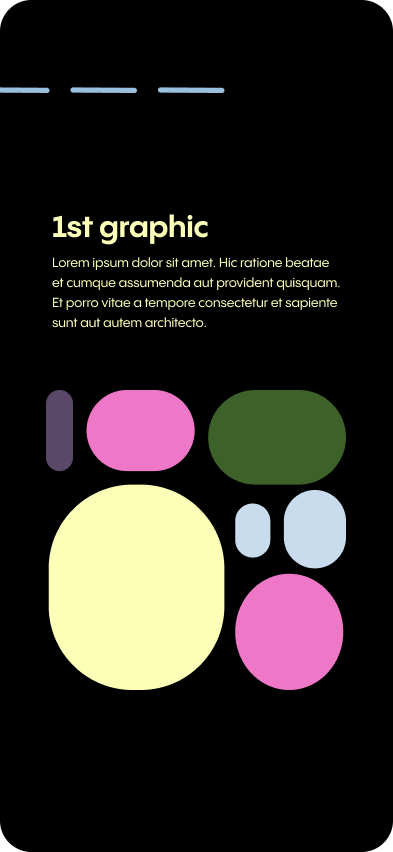 1st graphic
Lorem ipsum dolor sit amet. Hic ratione beatae
et cumque assumenda aut provident quisquam.
Et porro vitae a tempore consectetur et sapiente
sunt aut autem architecto.